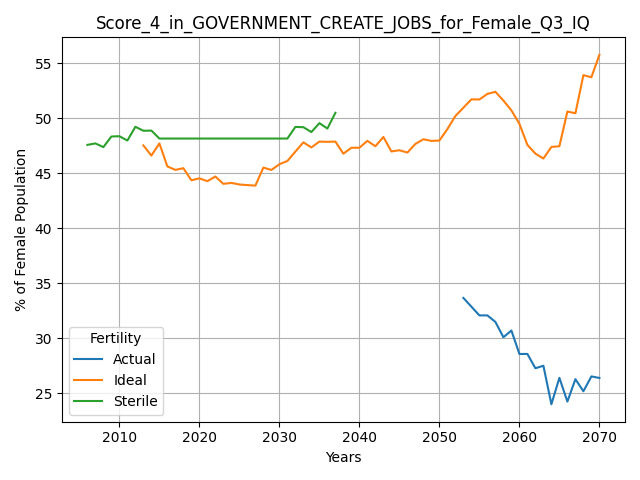 Score_4_in_GOVERNMENT_CREATE_JOBS_for_Female_Q3_IQ
% of Female Population
55
50
45
40
35
30
25
Fertility
Actual
Ideal
Sterile
2010 2020 2030 2040 2050 2060 2070
Years